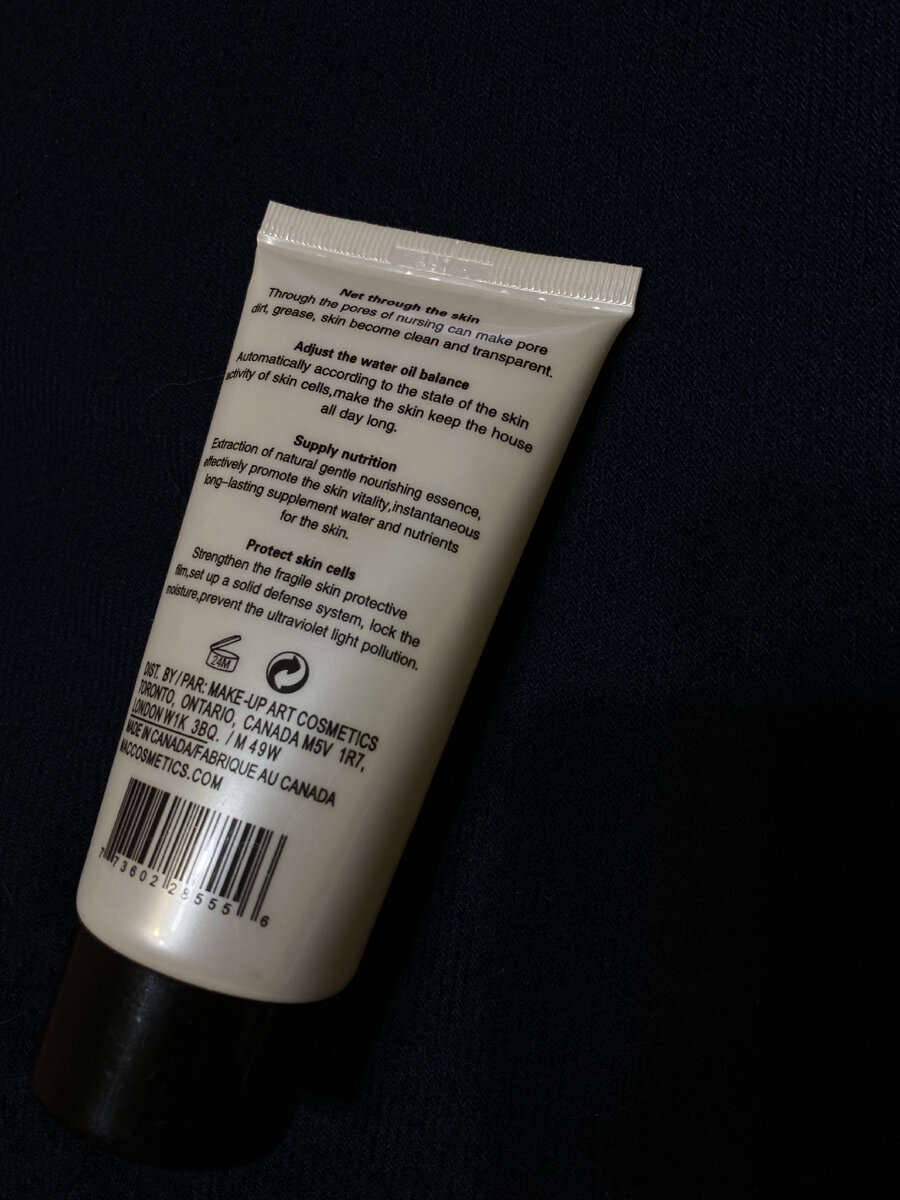 Net through the skin
Through the pores of nursing can make pore
dirt, grease, skin become clean and transparent.
Adjust the water oil balance
Automatically according to the state of the skin
activity of skin cells,make the skin keep the house
all day long.
Supply nutrition
Extraction of natural gentle nourishing essence,
effectively promote the skin vitality,instantaneous
long-lasting supplement water and nutrients
for the skin.
Protect skin cells
Strengthen the fragile skin protective
film,set up a solid defense system, lock the
moisture,prevent the ultraviolet light pollution.
24M
DIST. BY/PAR: MAKE-UP ART COSMETICS
TORONTO, ONTARIO, CANADA M5V 1R7,
LONDON W1K 3BQ. / M 49W
MADE IN CANADA/FABRIQUE AU CANADA
MACCOSMETICS.COM
7 73602 28555 6